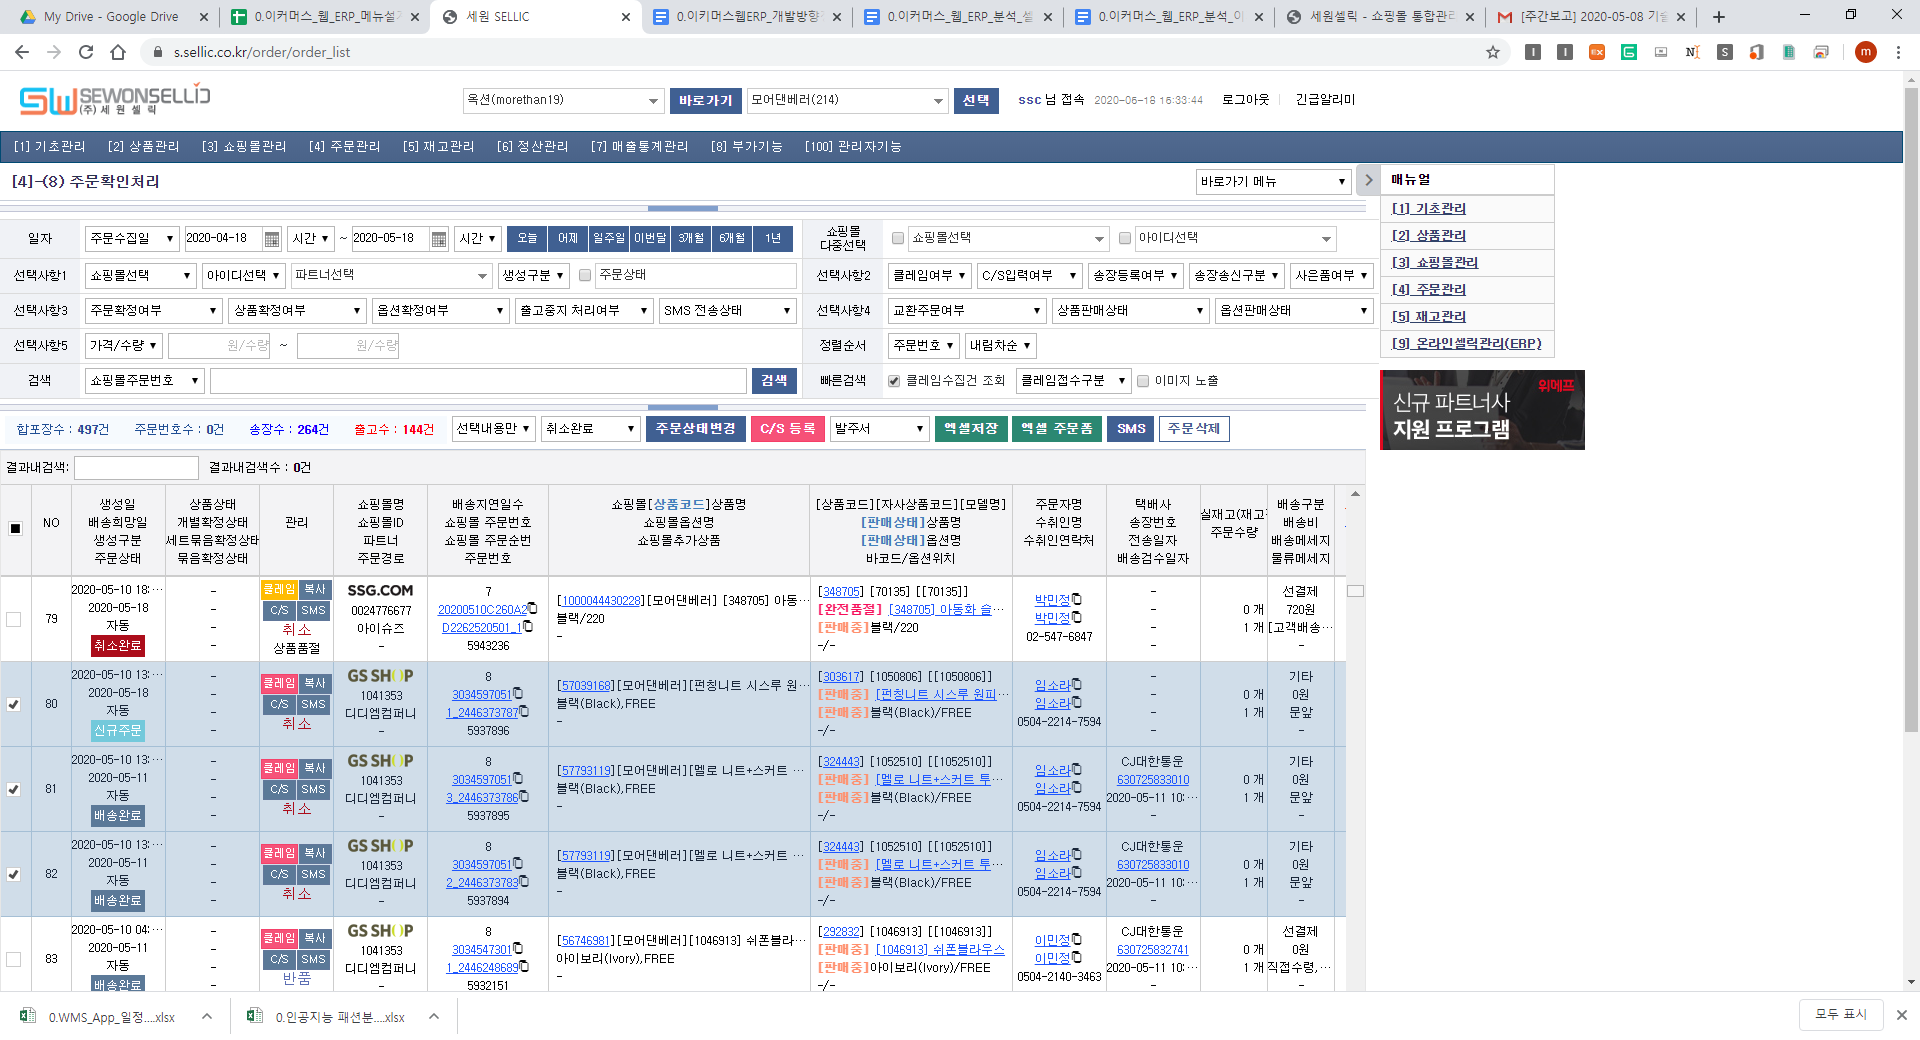 My Drive - Google Drive
0.이커머스_웹_ERP_메뉴설
세원 SELLIC
0.이커머스웹ERP_개발방향
0.이커머스_웹_ERP_분석_셀
0.이커머스_웹_ERP_분석_이
세원셀릭 - 쇼핑몰 통합관리
[주간보고] 2020-05-08 기술
s.sellic.co.kr/order/order_list
SEWONSELLIC
(주)세원셀릭
옥션(morethan19) 바로가기 모어댄베러(214) 선택 ssc 님 접속 2020-06-18 16:33:44 로그아웃 긴급알리미
[1] 기초관리 [2] 상품관리 [3] 쇼핑몰관리 [4] 주문관리 [5] 재고관리 [6] 정산관리 [7] 매출통계관리 [8] 부가기능 [100] 관리자기능
[4]-(8) 주문확인처리 바로가기 메뉴
매뉴얼
[1] 기초관리
[2] 상품관리
[3] 쇼핑몰관리
[4] 주문관리
[5] 재고관리
[9] 온라인셀릭관리(ERP)
위메프
신규 파트너사
지원 프로그램
일자 주문수집일 2020-04-18 시간 ~ 2020-05-18 시간 오늘 어제 일주일 이번달 3개월 6개월 1년
쇼핑몰
다중선택 쇼핑몰선택 아이디선택
선택사항1 쇼핑몰선택 아이디선택 파트너선택 생성구분 주문상태
선택사항2 클레임여부 C/S입력여부 송장등록여부 송장송신구분 사은품여부
선택사항3 주문확정여부 상품확정여부 옵션확정여부 출고중지 처리여부 SMS 전송상태
선택사항4 교환주문여부 상품판매상태 옵션판매상태
선택사항5 가격/수량 원/수량 ~ 원/수량
정렬순서 주문번호 내림차순
검색 쇼핑몰주문번호 검색
빠른검색 클레임수집건 조회 클레임접수구분 이미지 노출
합포장수 : 497건 주문번호수 : 0건 송장수 : 264건 출고수 : 144건 선택내용만 취소완료 주문상태변경 C/S 등록 발주서 엑셀저장 엑셀 주문폼 SMS 주문삭제
결과내검색: 결과내검색수 : 0건
NO
생성일
배송희망일
생성구분
주문상태
상품상태
개별확정상태
세트묶음확정상태
묶음확정상태
관리
쇼핑몰명
쇼핑몰ID
파트너
주문경로
배송지연일수
쇼핑몰 주문번호
쇼핑몰 주문순번
주문번호
쇼핑몰[상품코드]상품명
쇼핑몰옵션명
쇼핑몰추가상품
[상품코드][자사상품코드][모델명]
[판매상태]상품명
[판매상태]옵션명
바코드/옵션위치
주문자명
수취인명
수취인연락처
택배사
송장번호
전송일자
배송검수일자
실재고(재고
주문수량
배송구분
배송비
배송메세지
물류메세지
79
2020-05-10 18:···
2020-05-18
자동
취소완료
-
-
-
-
클레임 복사
C/S SMS
취소
상품품절
SSG.COM
0024776677
아이슈즈
-
7
20200510C260A2
D2262520501_1
5943236
[1000044430228][모어댄베러] [348705] 아동···
블랙/220
-
[348705] [70135] [[70135]]
[완전품절] [348705] 아동화 슬···
[판매중]블랙/220
-/-
박민정
박민정
02-547-6847
-
-
-
-
0 개
1 개
선결제
720원
[고객배송···
-
80
2020-05-10 13:···
2020-05-18
자동
신규주문
-
-
-
-
클레임 복사
C/S SMS
취소
GS SHOP
1041353
디디엠컴퍼니
-
8
3034597051
1_2446373787
5937896
[57039168][모어댄베러][펀칭니트 시스루 원···
블랙(Black),FREE
-
[303617] [1050806] [[1050806]]
[판매중] [펀칭니트 시스루 원피···
[판매중]블랙(Black)/FREE
-/-
임소라
임소라
0504-2214-7594
-
-
-
-
0 개
1 개
기타
0원
문앞
-
81
2020-05-10 13:···
2020-05-11
자동
배송완료
-
-
-
-
클레임 복사
C/S SMS
취소
GS SHOP
1041353
디디엠컴퍼니
-
8
3034597051
3_2446373786
5937895
[57793119][모어댄베러][멜로 니트+스커트 ···
블랙(Black),FREE
-
[324443] [1052510] [[1052510]]
[판매중] [멜로 니트+스커트 투···
[판매중]블랙(Black)/FREE
-/-
임소라
임소라
0504-2214-7594
CJ대한통운
630725833010
2020-05-11 10:···
-
0 개
1 개
기타
0원
문앞
-
82
2020-05-10 13:···
2020-05-11
자동
배송완료
-
-
-
-
클레임 복사
C/S SMS
취소
GS SHOP
1041353
디디엠컴퍼니
-
8
3034597051
2_2446373783
5937894
[57793119][모어댄베러][멜로 니트+스커트 ···
블랙(Black),FREE
-
[324443] [1052510] [[1052510]]
[판매중] [멜로 니트+스커트 투···
[판매중]블랙(Black)/FREE
-/-
임소라
임소라
0504-2214-7594
CJ대한통운
630725833010
2020-05-11 10:···
-
0 개
1 개
기타
0원
문앞
-
83
2020-05-10 04:···
2020-05-11
자동
배송완료
-
-
-
-
클레임 복사
C/S SMS
반품
GS SHOP
1041353
디디엠컴퍼니
-
8
3034547301
1_2446248689
5932151
[56746981][모어댄베러][1046913] 쉬폰블라···
아이보리(Ivory),FREE
-
[292832] [1046913] [[1046913]]
[판매중] [1046913] 쉬폰블라우스
[판매중]아이보리(Ivory)/FREE
-/-
이민정
이민정
0504-2140-3463
CJ대한통운
630725832741
2020-05-11 10:···
-
0 개
1 개
선결제
0원
직접수령,···
-
0.WMS_App_일정....xlsx
0.인공지능 패션분....xlsx
모두 표시